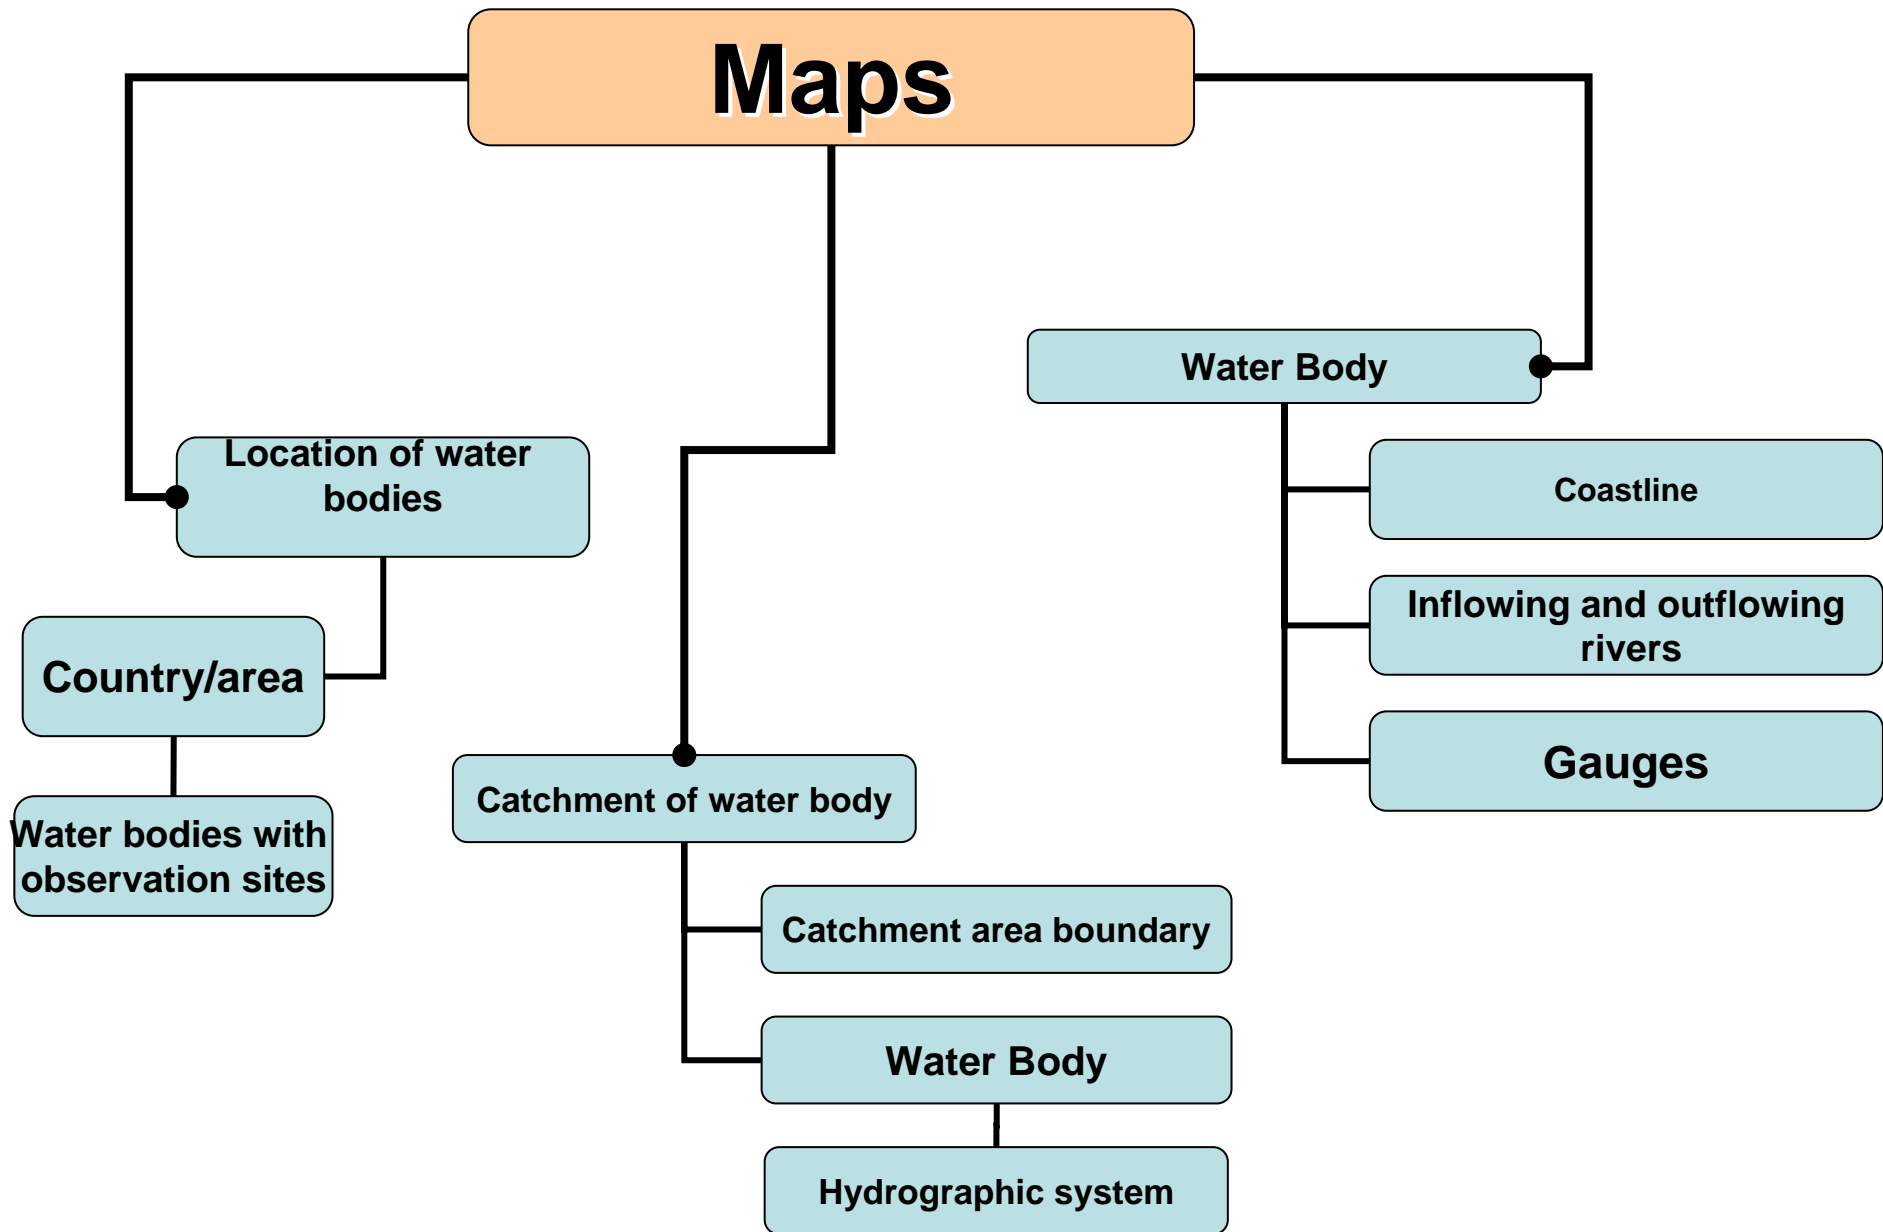 Maps
Location of water
bodies
Country/area
Water bodies with
observation sites
Catchment of water body
Catchment area boundary
Water Body
Hydrographic system
Water Body
Coastline
Inflowing and outflowing
rivers
Gauges